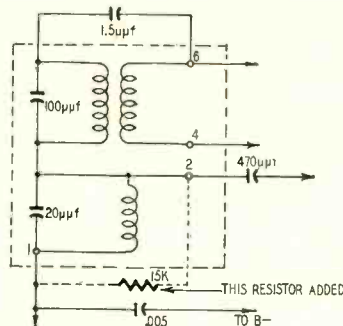 1.5µµf
6
100µµf
4
2
470µµf
20µµf
1
15K
THIS RESISTOR ADDED
.005
TO B–